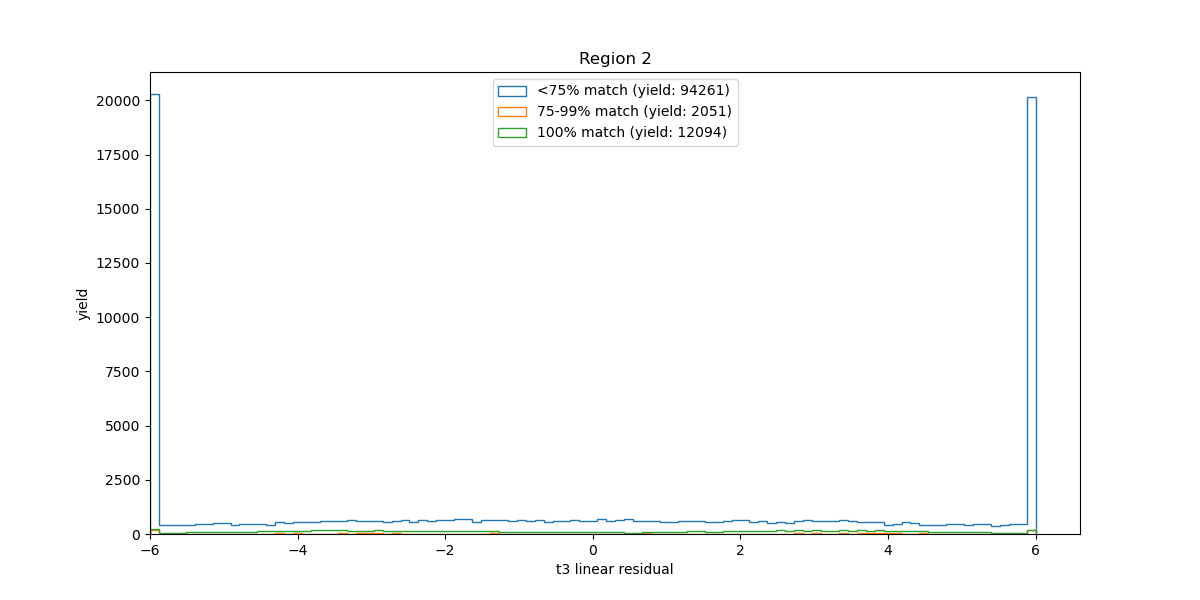 Region 2
<75% match (yield: 94261)
75-99% match (yield: 2051)
100% match (yield: 12094)
20000
17500
15000
12500
10000
7500
5000
2500
0
yield
−6 −4 −2 0 2 4 6
t3 linear residual